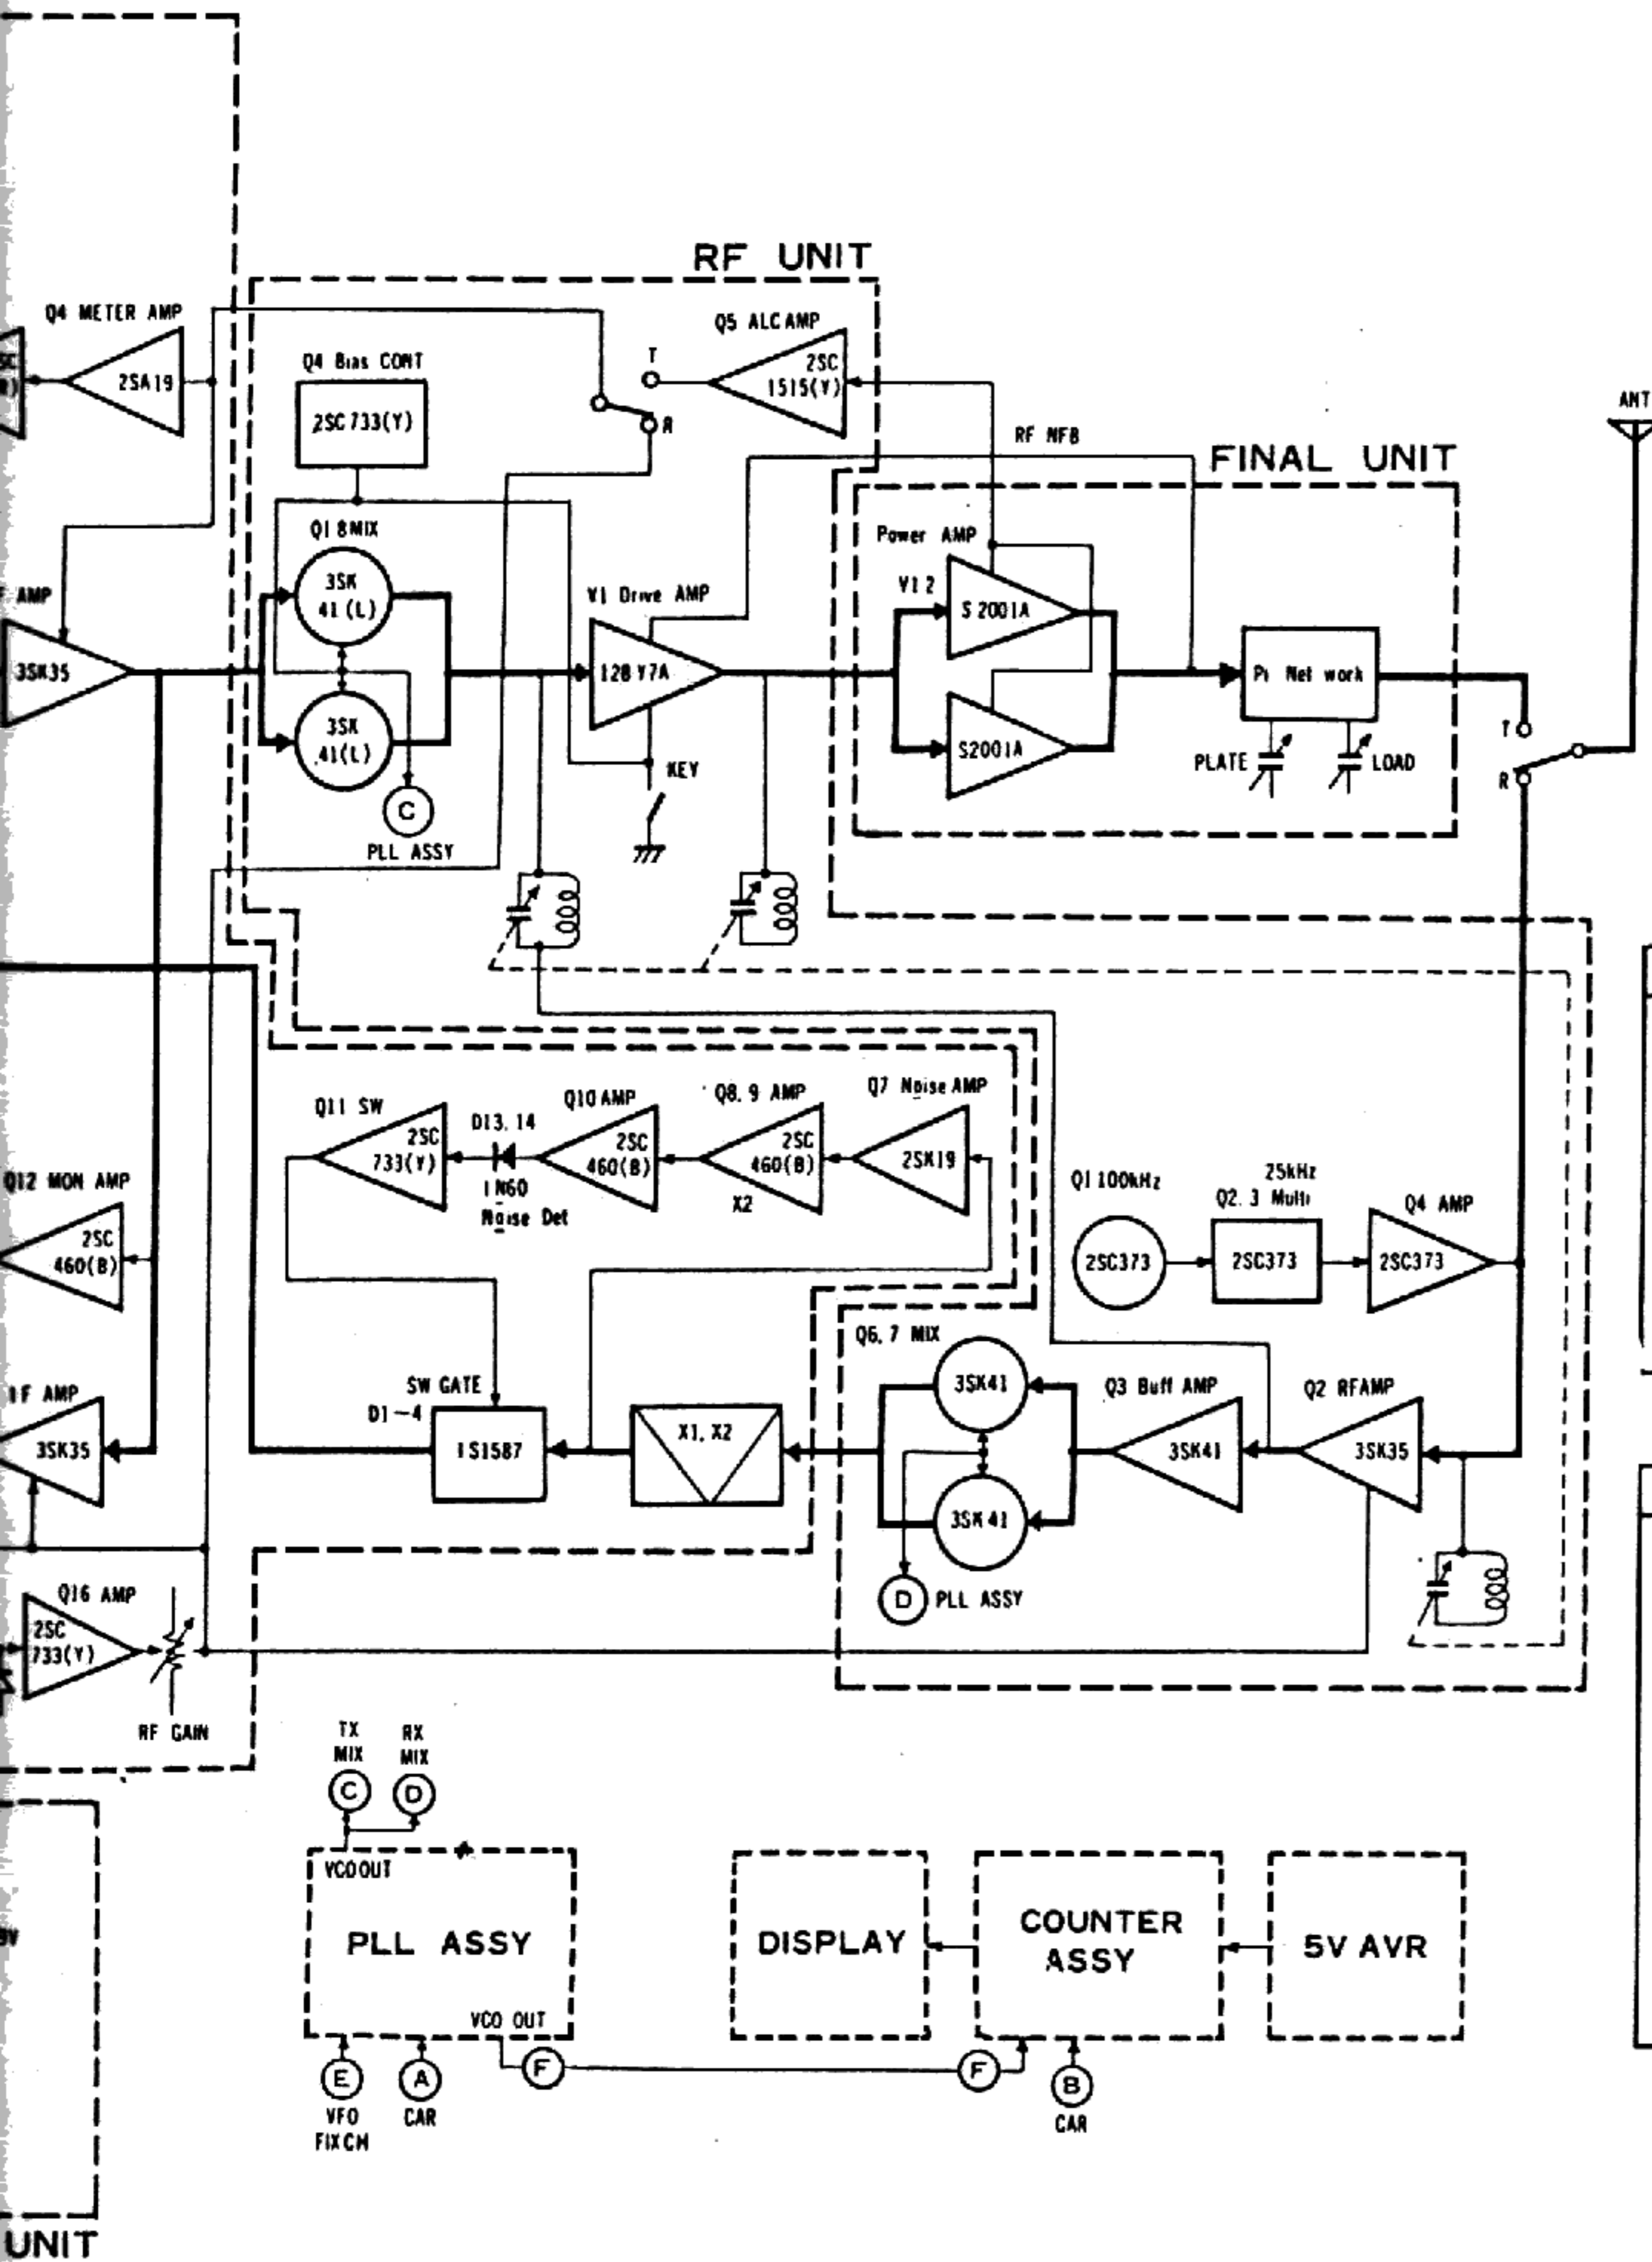 RF UNIT
Q4 METER AMP
2SA19
Q4 Bias CONT
2SC733(Y)
T
R
Q5 ALC AMP
2SC
1515(Y)
RF NFB
ANT
FINAL UNIT
Q1 8MIX
3SK
41(L)
3SK
41(L)
C
PLL ASSY
AMP
3SK35
V1 Drive AMP
12BY7A
KEY
Power AMP
V1 2
S2001A
S2001A
Pi Net work
PLATE
LOAD
T
R
Q11 SW
2SC
733(Y)
D13, 14
1N60
Noise Det
Q10 AMP
2SC
460(B)
Q8, 9 AMP
2SC
460(B)
X2
Q7 Noise AMP
2SK19
Q1 100kHz
2SC373
25kHz
Q2, 3 Multi
2SC373
Q4 AMP
2SC373
Q12 MON AMP
2SC
460(B)
IF AMP
3SK35
SW GATE
D1-4
1S1587
X1, X2
Q6, 7 MIX
3SK41
3SK41
D PLL ASSY
Q3 Buff AMP
3SK41
Q2 RFAMP
3SK35
Q16 AMP
2SC
733(Y)
RF GAIN
TX
MIX
C
RX
MIX
D
VCO OUT
PLL ASSY
VCO OUT
E
VFO
FIX CH
A
CAR
F
F
B
CAR
DISPLAY
COUNTER
ASSY
5V AVR
UNIT